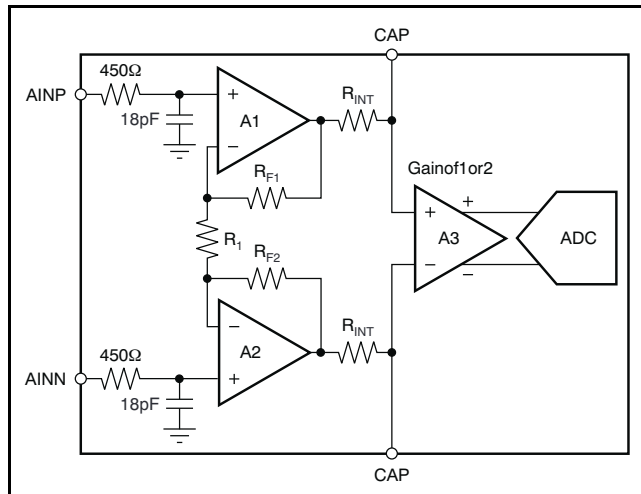 CAP
450Ω
AINP
18pF
+
A1
−
R_INT
R_F1
Gainof1or2
+
+
A3
ADC
−
−
R_1
R_F2
−
A2
+
R_INT
450Ω
AINN
18pF
CAP